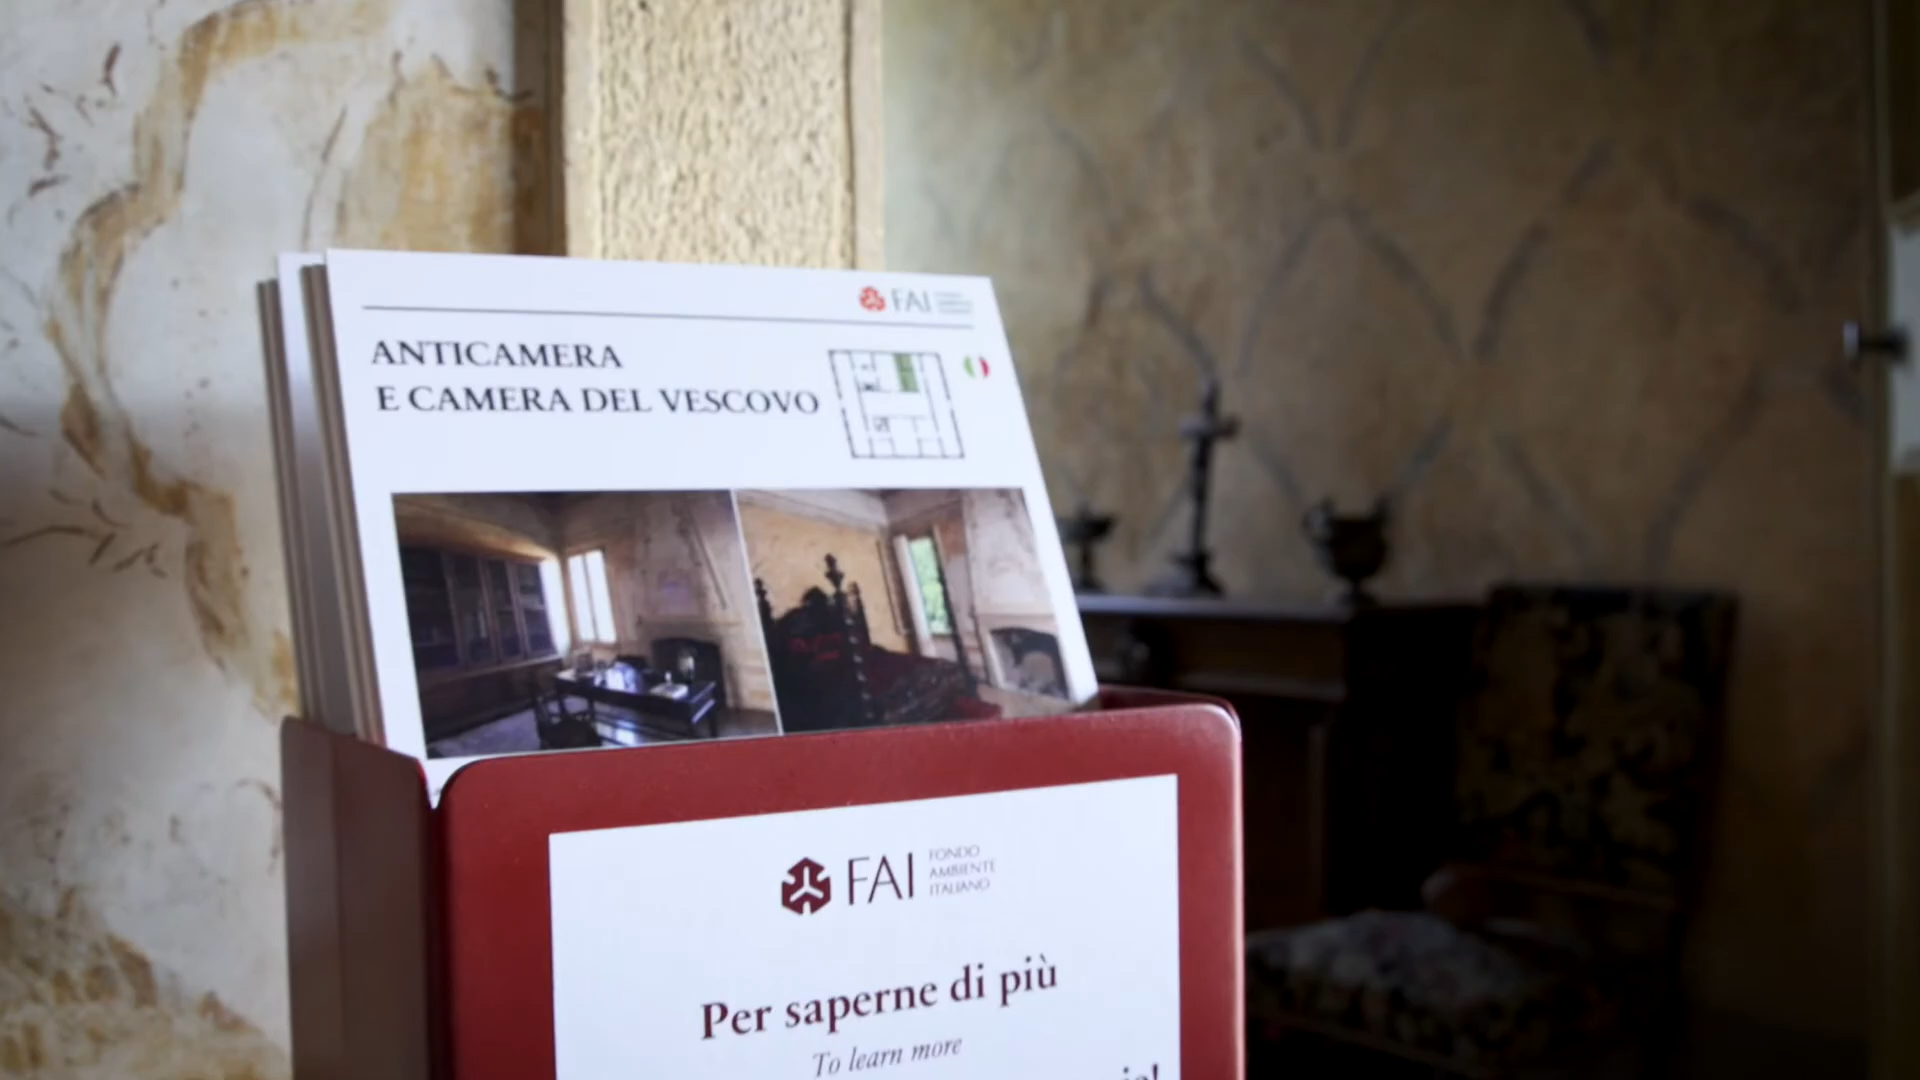 FAI
ANTICAMERA
E CAMERA DEL VESCOVO
FAI
FONDO
AMBIENTE
ITALIANO
Per saperne di più
To learn more